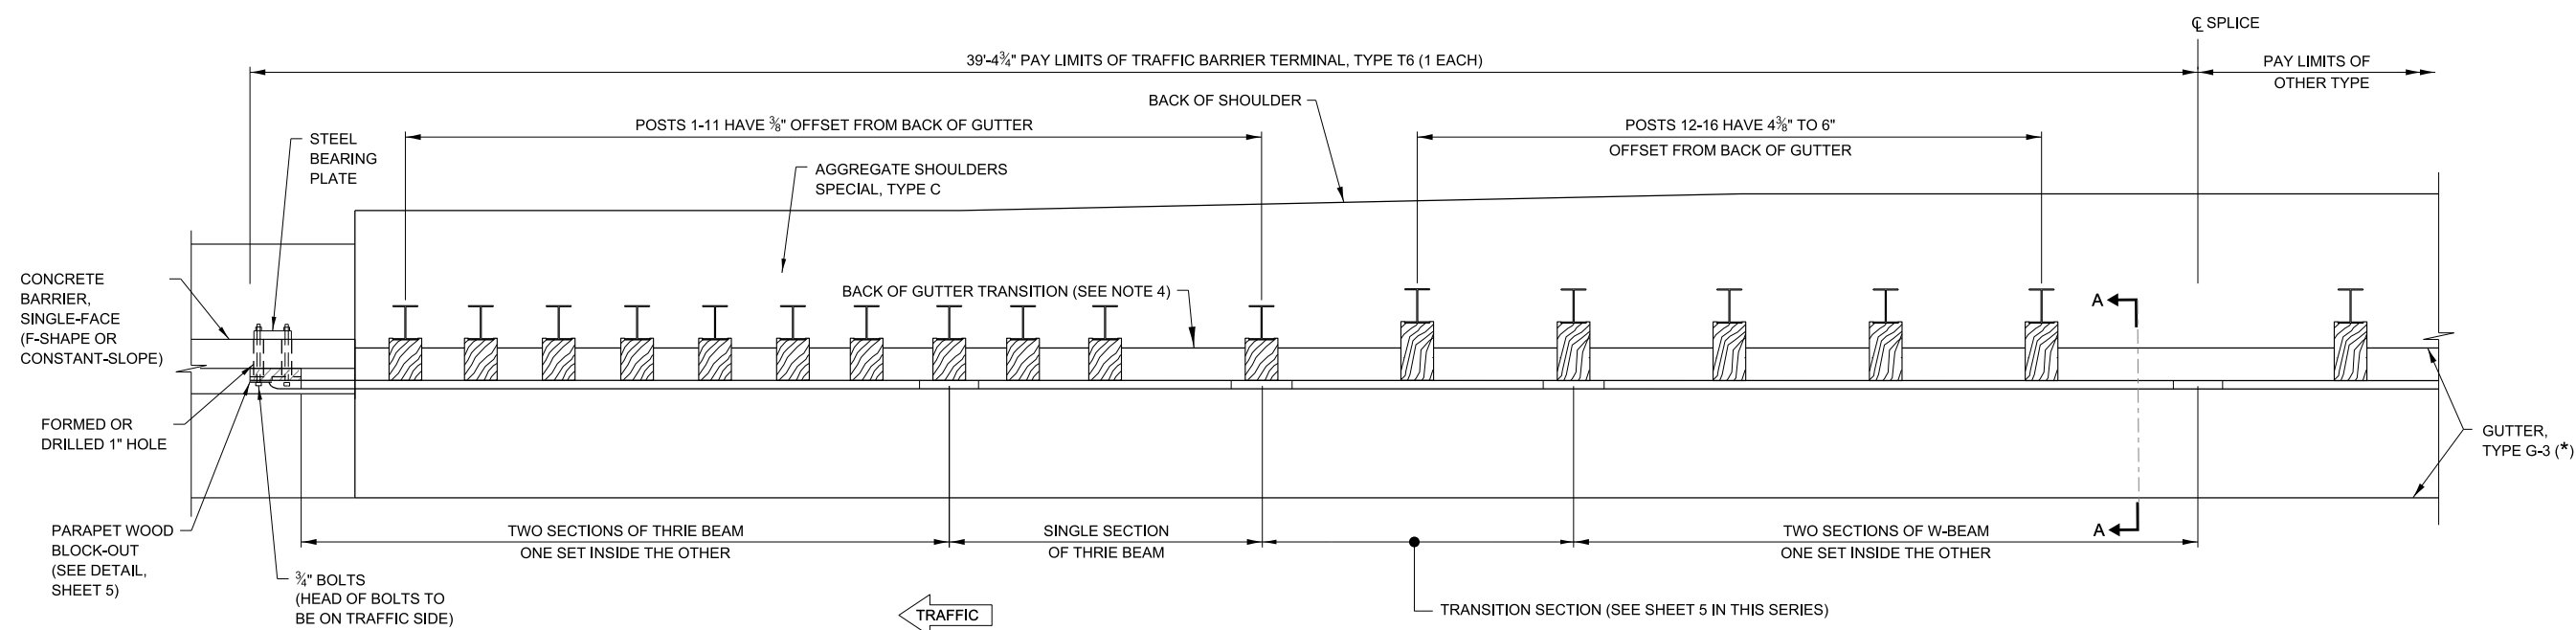 ℄ SPLICE
39'-4¾" PAY LIMITS OF TRAFFIC BARRIER TERMINAL, TYPE T6 (1 EACH)
PAY LIMITS OF
OTHER TYPE
BACK OF SHOULDER
POSTS 1-11 HAVE ⅜" OFFSET FROM BACK OF GUTTER
POSTS 12-16 HAVE 4⅜" TO 6"
OFFSET FROM BACK OF GUTTER
STEEL
BEARING
PLATE
AGGREGATE SHOULDERS
SPECIAL, TYPE C
CONCRETE
BARRIER,
SINGLE-FACE
(F-SHAPE OR
CONSTANT-SLOPE)
BACK OF GUTTER TRANSITION (SEE NOTE 4)
A
FORMED OR
DRILLED 1" HOLE
GUTTER,
TYPE G-3 (*)
PARAPET WOOD
BLOCK-OUT
(SEE DETAIL,
SHEET 5)
TWO SECTIONS OF THRIE BEAM
ONE SET INSIDE THE OTHER
SINGLE SECTION
OF THRIE BEAM
TWO SECTIONS OF W-BEAM
ONE SET INSIDE THE OTHER
A
¾" BOLTS
(HEAD OF BOLTS TO
BE ON TRAFFIC SIDE)
TRAFFIC
TRANSITION SECTION (SEE SHEET 5 IN THIS SERIES)